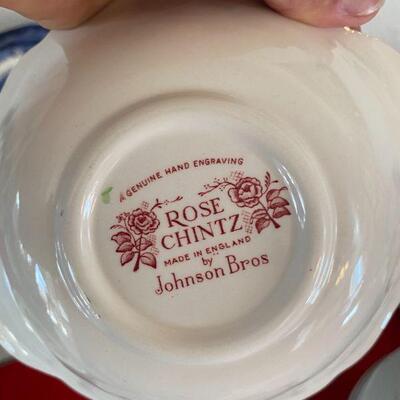 A GENUINE HAND ENGRAVING
ROSE
CHINTZ
MADE IN ENGLAND
by
Johnson Bros